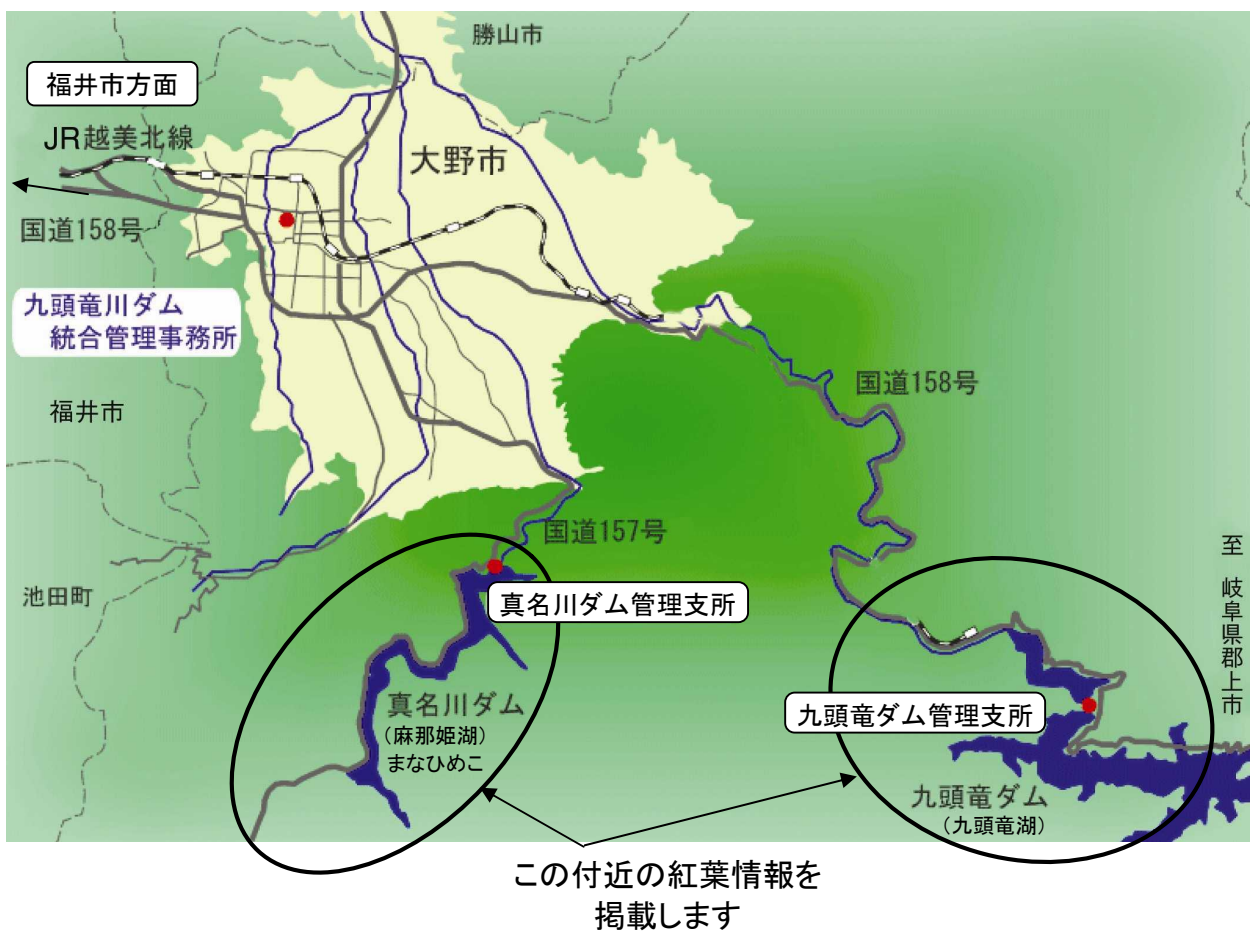 勝山市
福井市方面
JR越美北線
大野市
国道158号
九頭竜川ダム
統合管理事務所
国道158号
福井市
国道157号
至 岐阜県郡上市
池田町
真名川ダム管理支所
九頭竜ダム管理支所
真名川ダム
(麻那姫湖)
まなひめこ
九頭竜ダム
(九頭竜湖)
この付近の紅葉情報を
掲載します